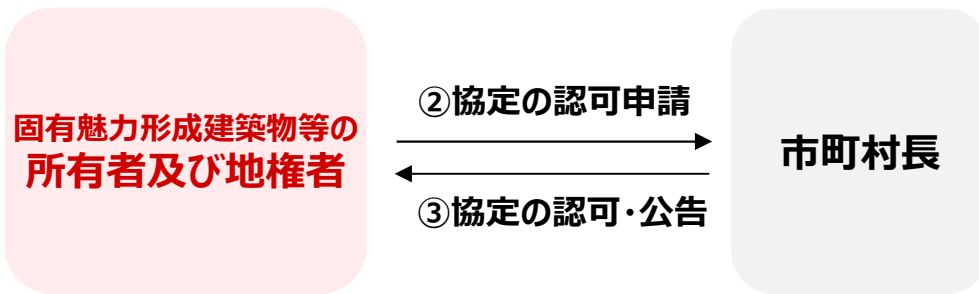 固有魅力形成建築物等の
所有者及び地権者
②協定の認可申請
③協定の認可・公告
市町村長